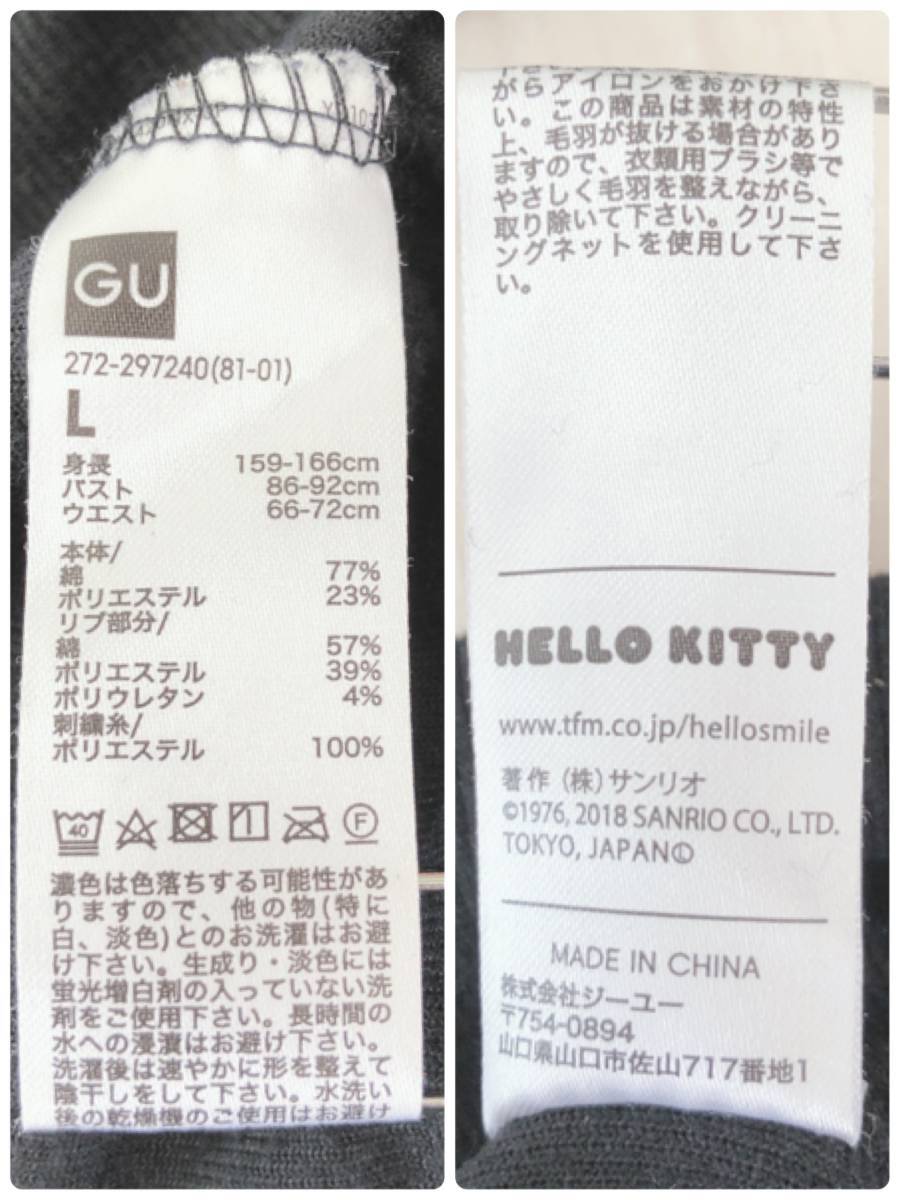 GU
272-297240(81-01)
L
身長 159-166cm
バスト 86-92cm
ウエスト 66-72cm
本体/
綿 77%
ポリエステル 23%
リブ部分/
綿 57%
ポリエステル 39%
ポリウレタン 4%
刺繍糸/
ポリエステル 100%
40
F
濃色は色落ちする可能性があ
りますので、他の物(特に
白、淡色)とのお洗濯はお避
け下さい。生成り・淡色には
蛍光増白剤の入っていない洗
剤をご使用下さい。長時間の
水への浸漬はお避け下さい。
洗濯後は速やかに形を整えて
陰干しをして下さい。水洗い
後の乾燥機のご使用はお避け
がらアイロンをおかけ下さ
い。この商品は素材の特性
上、毛羽が抜ける場合があり
ますので、衣類用ブラシ等で
やさしく毛羽を整えながら、
取り除いて下さい。クリーニ
ングネットを使用して下さ
い。
HELLO KITTY
www.tfm.co.jp/hellosmile
著作(株)サンリオ
©1976, 2018 SANRIO CO., LTD.
TOKYO, JAPANⓁ
MADE IN CHINA
株式会社ジーユー
〒754-0894
山口県山口市佐山717番地1